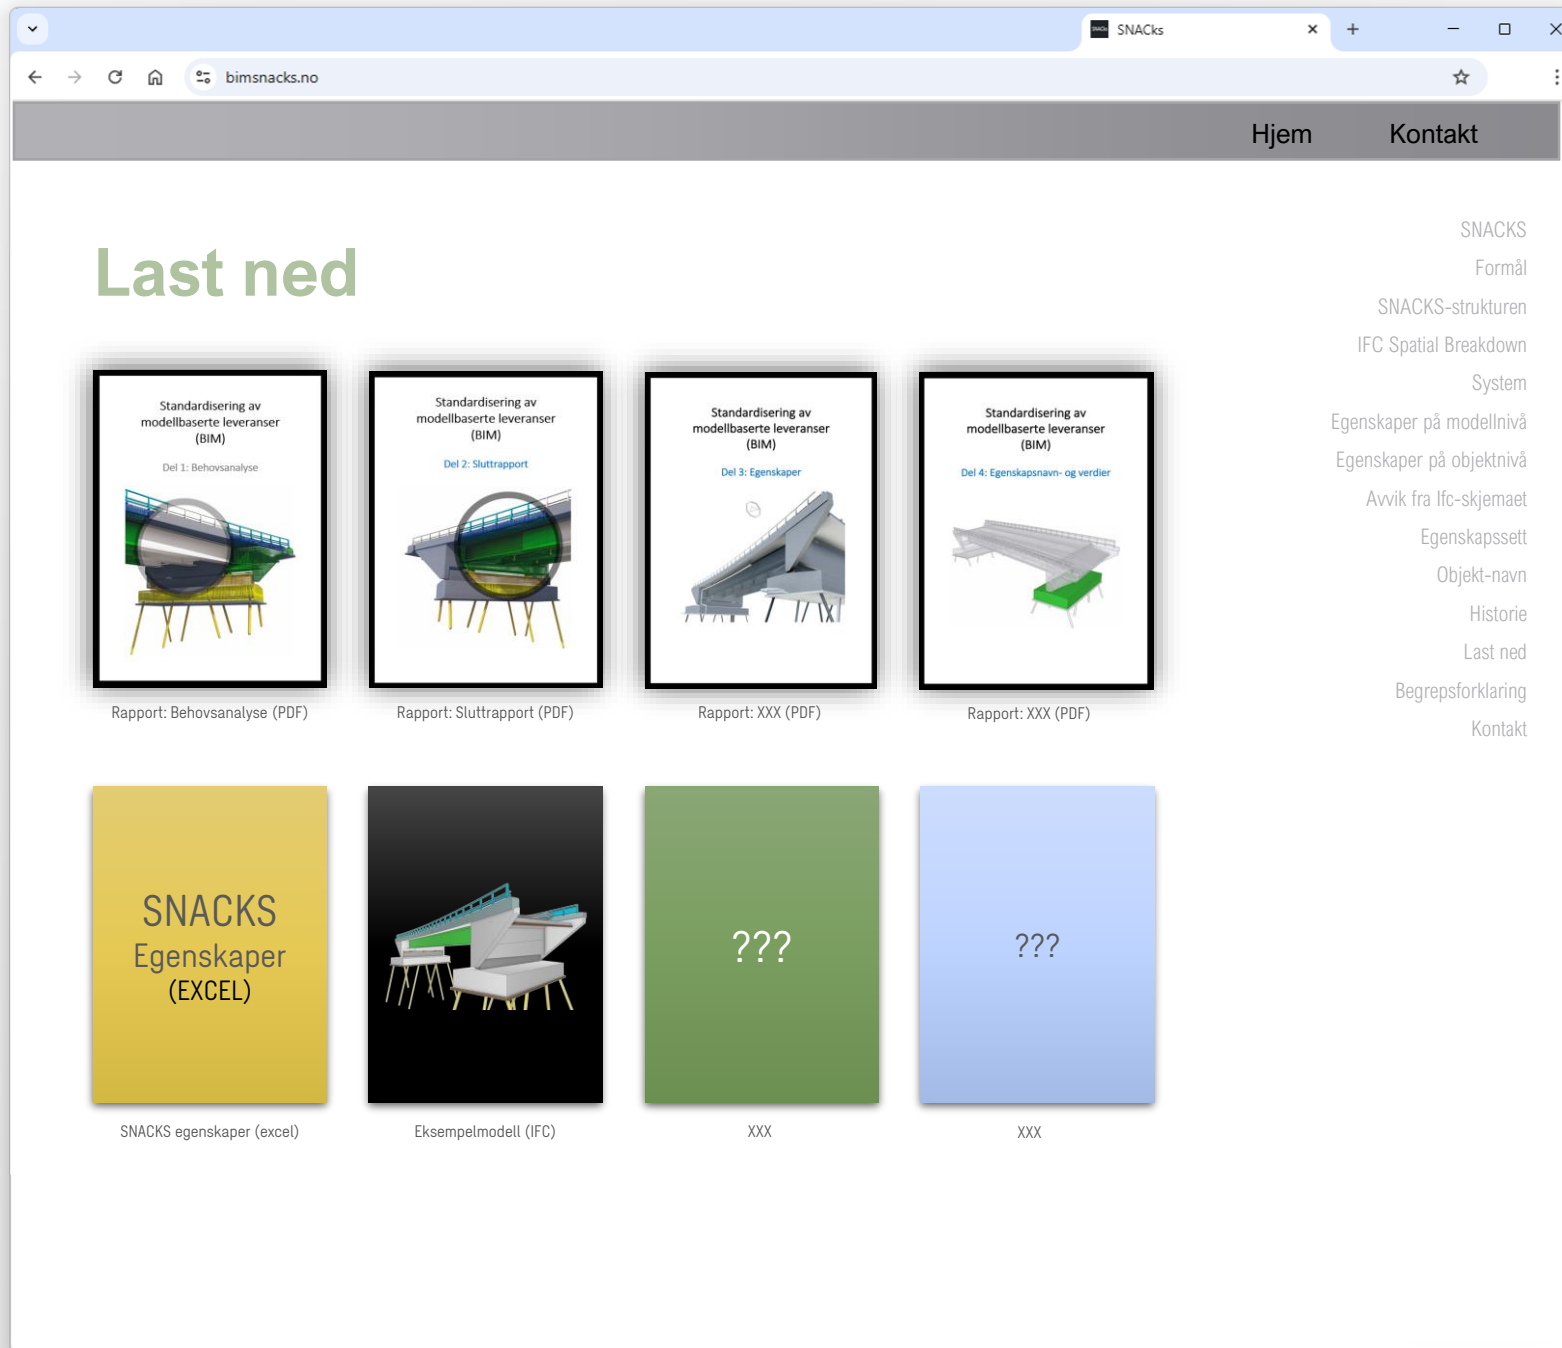 SNACks
bimsnacks.no
Hjem Kontakt
Last ned
SNACKS
Formål
SNACKS-strukturen
IFC Spatial Breakdown
System
Egenskaper på modellnivå
Egenskaper på objektnivå
Avvik fra Ifc-skjemaet
Egenskapssett
Objekt-navn
Historie
Last ned
Begrepsforklaring
Kontakt
Standardisering av
modellbaserte leveranser
(BIM)
Del 1: Behovsanalyse
Rapport: Behovsanalyse (PDF)
Standardisering av
modellbaserte leveranser
(BIM)
Del 2: Sluttrapport
Rapport: Sluttrapport (PDF)
Standardisering av
modellbaserte leveranser
(BIM)
Del 3: Egenskaper
Rapport: XXX (PDF)
Standardisering av
modellbaserte leveranser
(BIM)
Del 4: Egenskapsnavn- og verdier
Rapport: XXX (PDF)
SNACKS
Egenskaper
(EXCEL)
SNACKS egenskaper (excel)
Eksempelmodell (IFC)
???
XXX
???
XXX